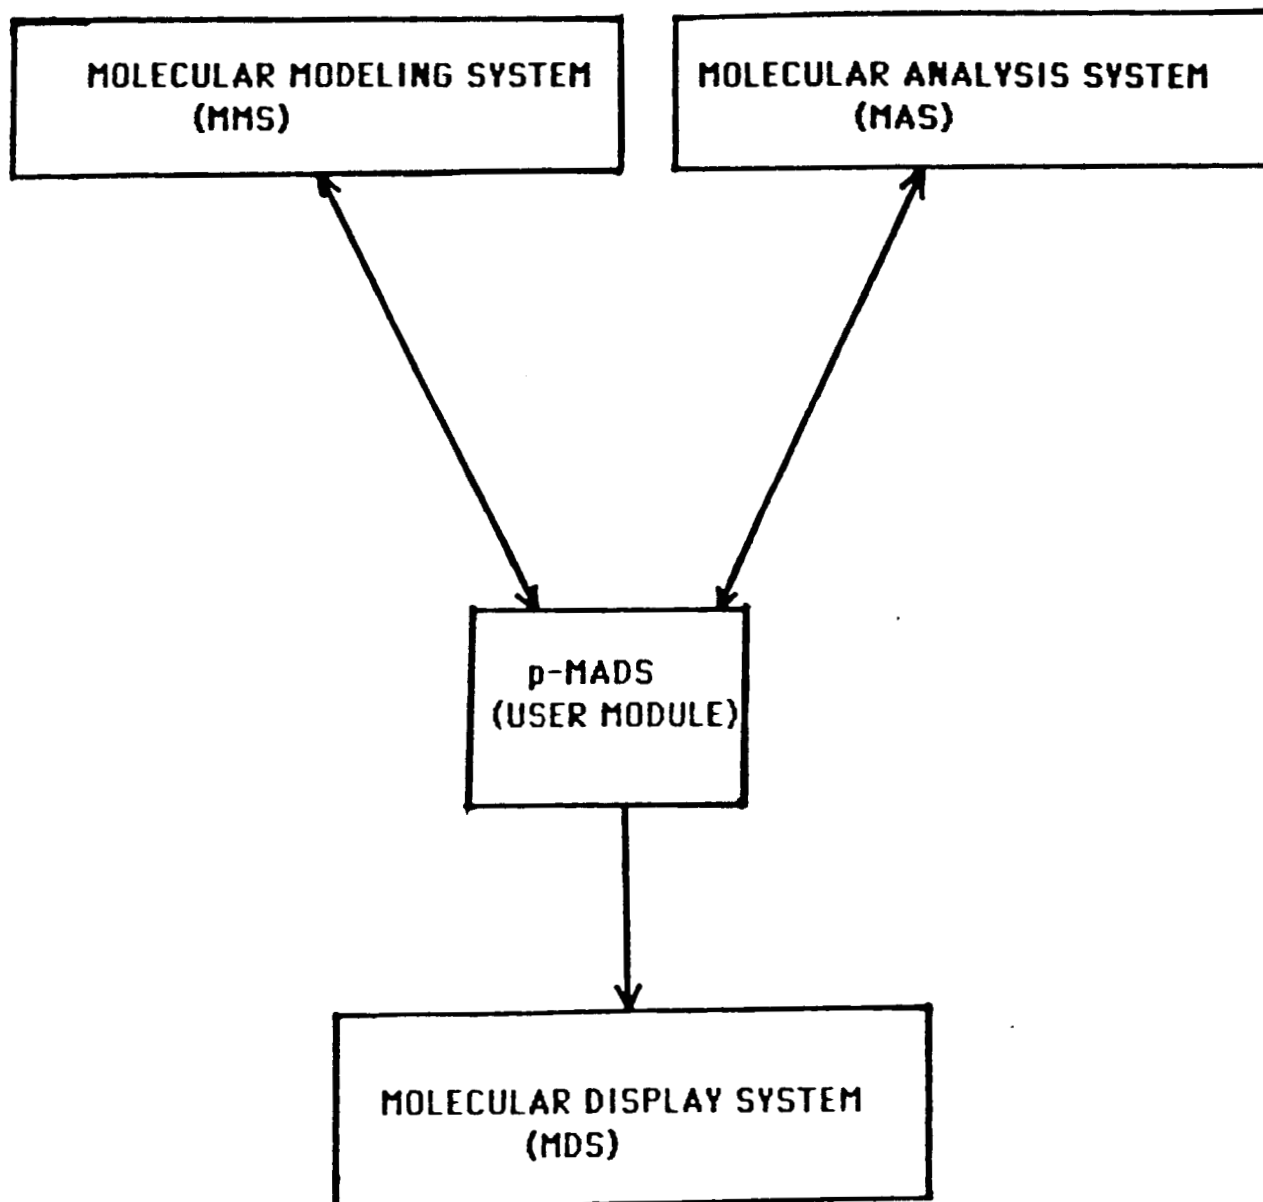 MOLECULAR MODELING SYSTEM
(MMS)
MOLECULAR ANALYSIS SYSTEM
(MAS)
p-MADS
(USER MODULE)
MOLECULAR DISPLAY SYSTEM
(MDS)